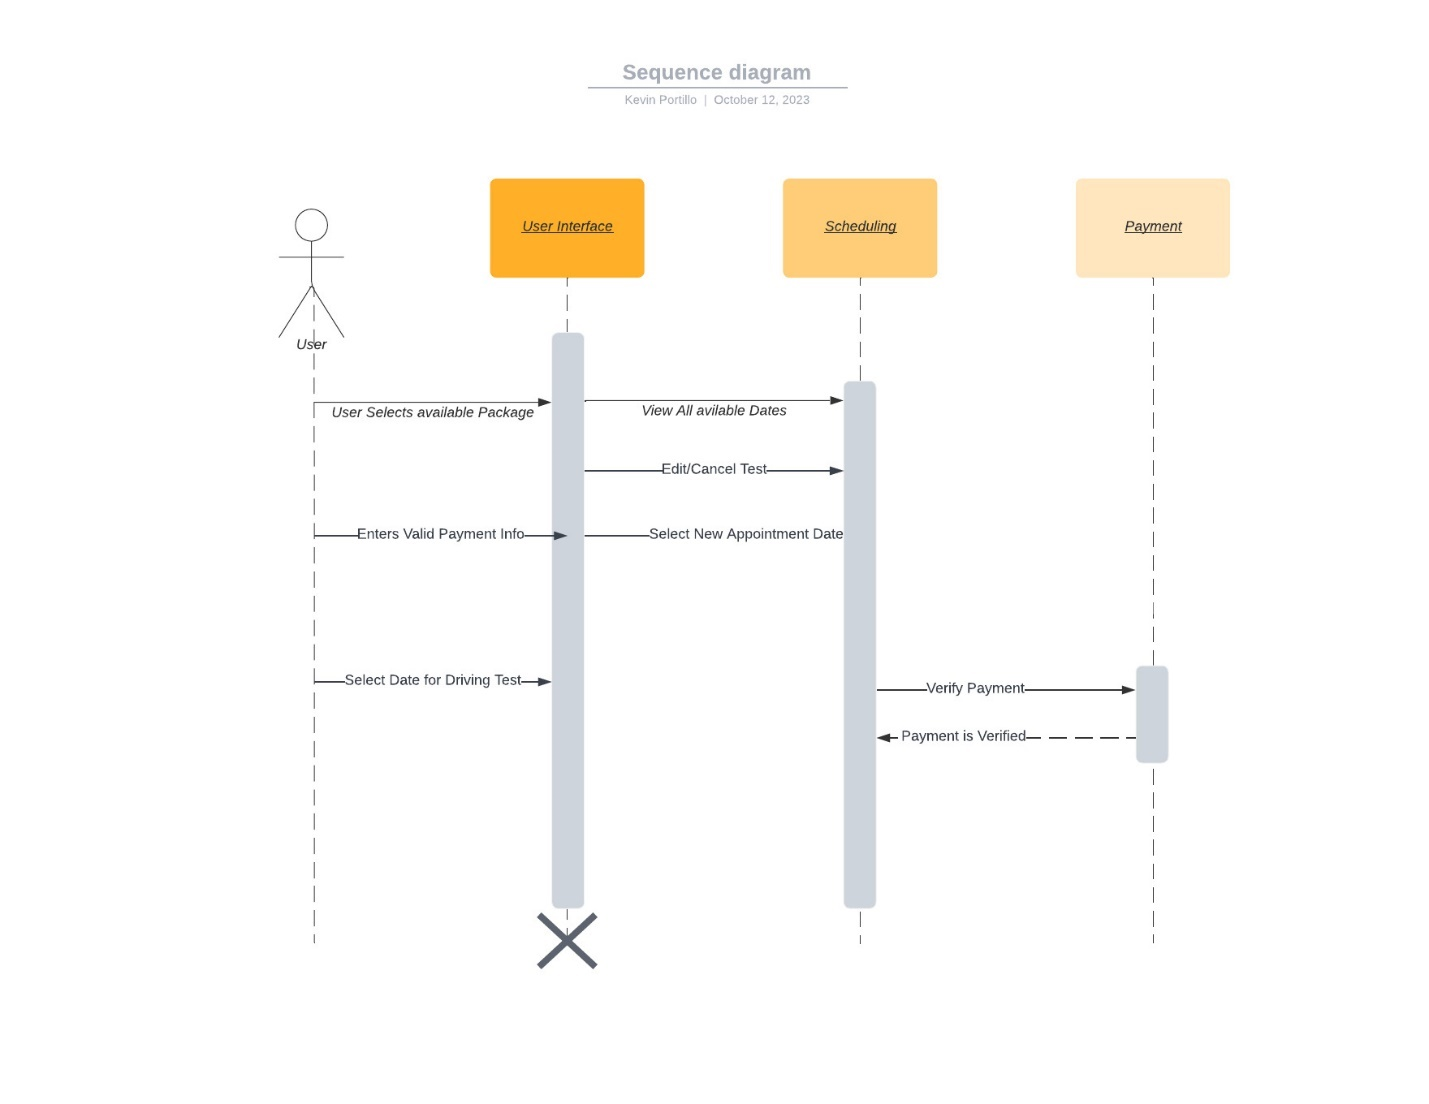 Sequence diagram
Kevin Portillo | October 12, 2023
User Interface
Scheduling
Payment
User
User Selects available Package
View All avilable Dates
Edit/Cancel Test
Enters Valid Payment Info
Select New Appointment Date
Select Date for Driving Test
Verify Payment
Payment is Verified